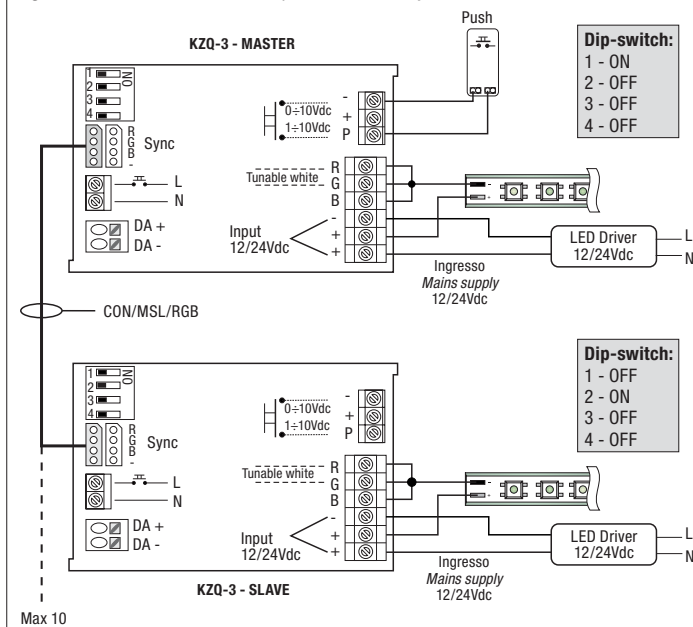 Push
KZQ-3 - MASTER
Dip-switch:
1 - ON
2 - OFF
3 - OFF
4 - OFF
1
2
3
4
ON
R
G
B
-
Sync
L
N
DA +
DA -
0÷10Vdc
1÷10Vdc
-
+
P
Tunable white
R
G
B
-
+
+
Input
12/24Vdc
-
-
LED Driver
12/24Vdc
L
N
Ingresso
Mains supply
12/24Vdc
CON/MSL/RGB
Dip-switch:
1 - OFF
2 - ON
3 - OFF
4 - OFF
1
2
3
4
ON
R
G
B
-
Sync
L
N
DA +
DA -
0÷10Vdc
1÷10Vdc
-
+
P
Tunable white
R
G
B
-
+
+
Input
12/24Vdc
-
-
LED Driver
12/24Vdc
L
N
Ingresso
Mains supply
12/24Vdc
KZQ-3 - SLAVE
Max 10